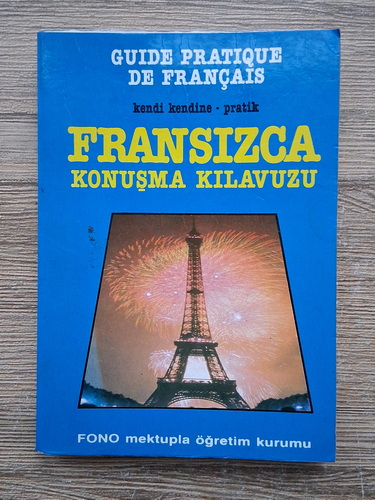 GUIDE PRATIQUE
DE FRANÇAIS
kendi kendine - pratik
FRANSIZCA
KONUŞMA KILAVUZU
FONO mektupla öğretim kurumu